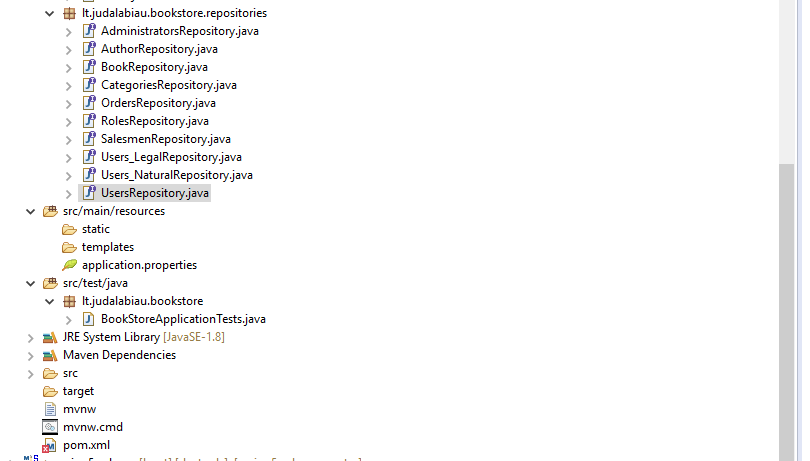 lt.judalabiau.bookstore.repositories
AdministratorsRepository.java
AuthorRepository.java
BookRepository.java
CategoriesRepository.java
OrdersRepository.java
RolesRepository.java
SalesmenRepository.java
Users_LegalRepository.java
Users_NaturalRepository.java
UsersRepository.java
src/main/resources
static
templates
application.properties
src/test/java
lt.judalabiau.bookstore
BookStoreApplicationTests.java
JRE System Library [JavaSE-1.8]
Maven Dependencies
src
target
mvnw
mvnw.cmd
pom.xml